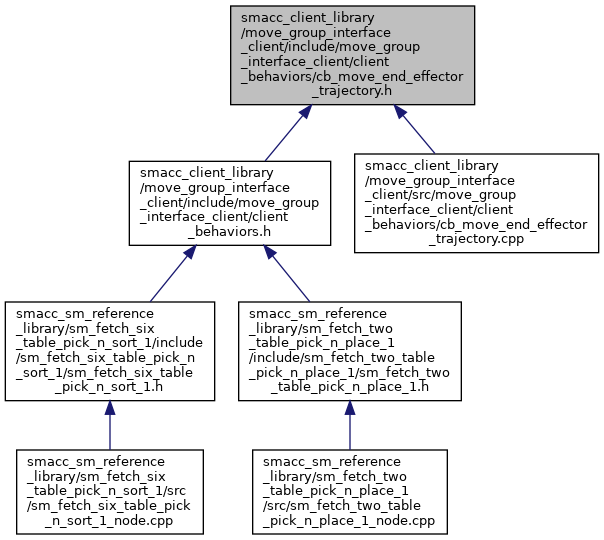 smacc_client_library
/move_group_interface
_client/include/move_group
_interface_client/client
_behaviors/cb_move_end_effector
_trajectory.h
smacc_client_library
/move_group_interface
_client/include/move_group
_interface_client/client
_behaviors.h
smacc_client_library
/move_group_interface
_client/src/move_group
_interface_client/client
_behaviors/cb_move_end_effector
_trajectory.cpp
smacc_sm_reference
_library/sm_fetch_six
_table_pick_n_sort_1/include
/sm_fetch_six_table_pick_n
_sort_1/sm_fetch_six_table
_pick_n_sort_1.h
smacc_sm_reference
_library/sm_fetch_two
_table_pick_n_place_1
/include/sm_fetch_two_table
_pick_n_place_1/sm_fetch_two
_table_pick_n_place_1.h
smacc_sm_reference
_library/sm_fetch_six
_table_pick_n_sort_1/src
/sm_fetch_six_table_pick
_n_sort_1_node.cpp
smacc_sm_reference
_library/sm_fetch_two
_table_pick_n_place_1
/src/sm_fetch_two_table
_pick_n_place_1_node.cpp